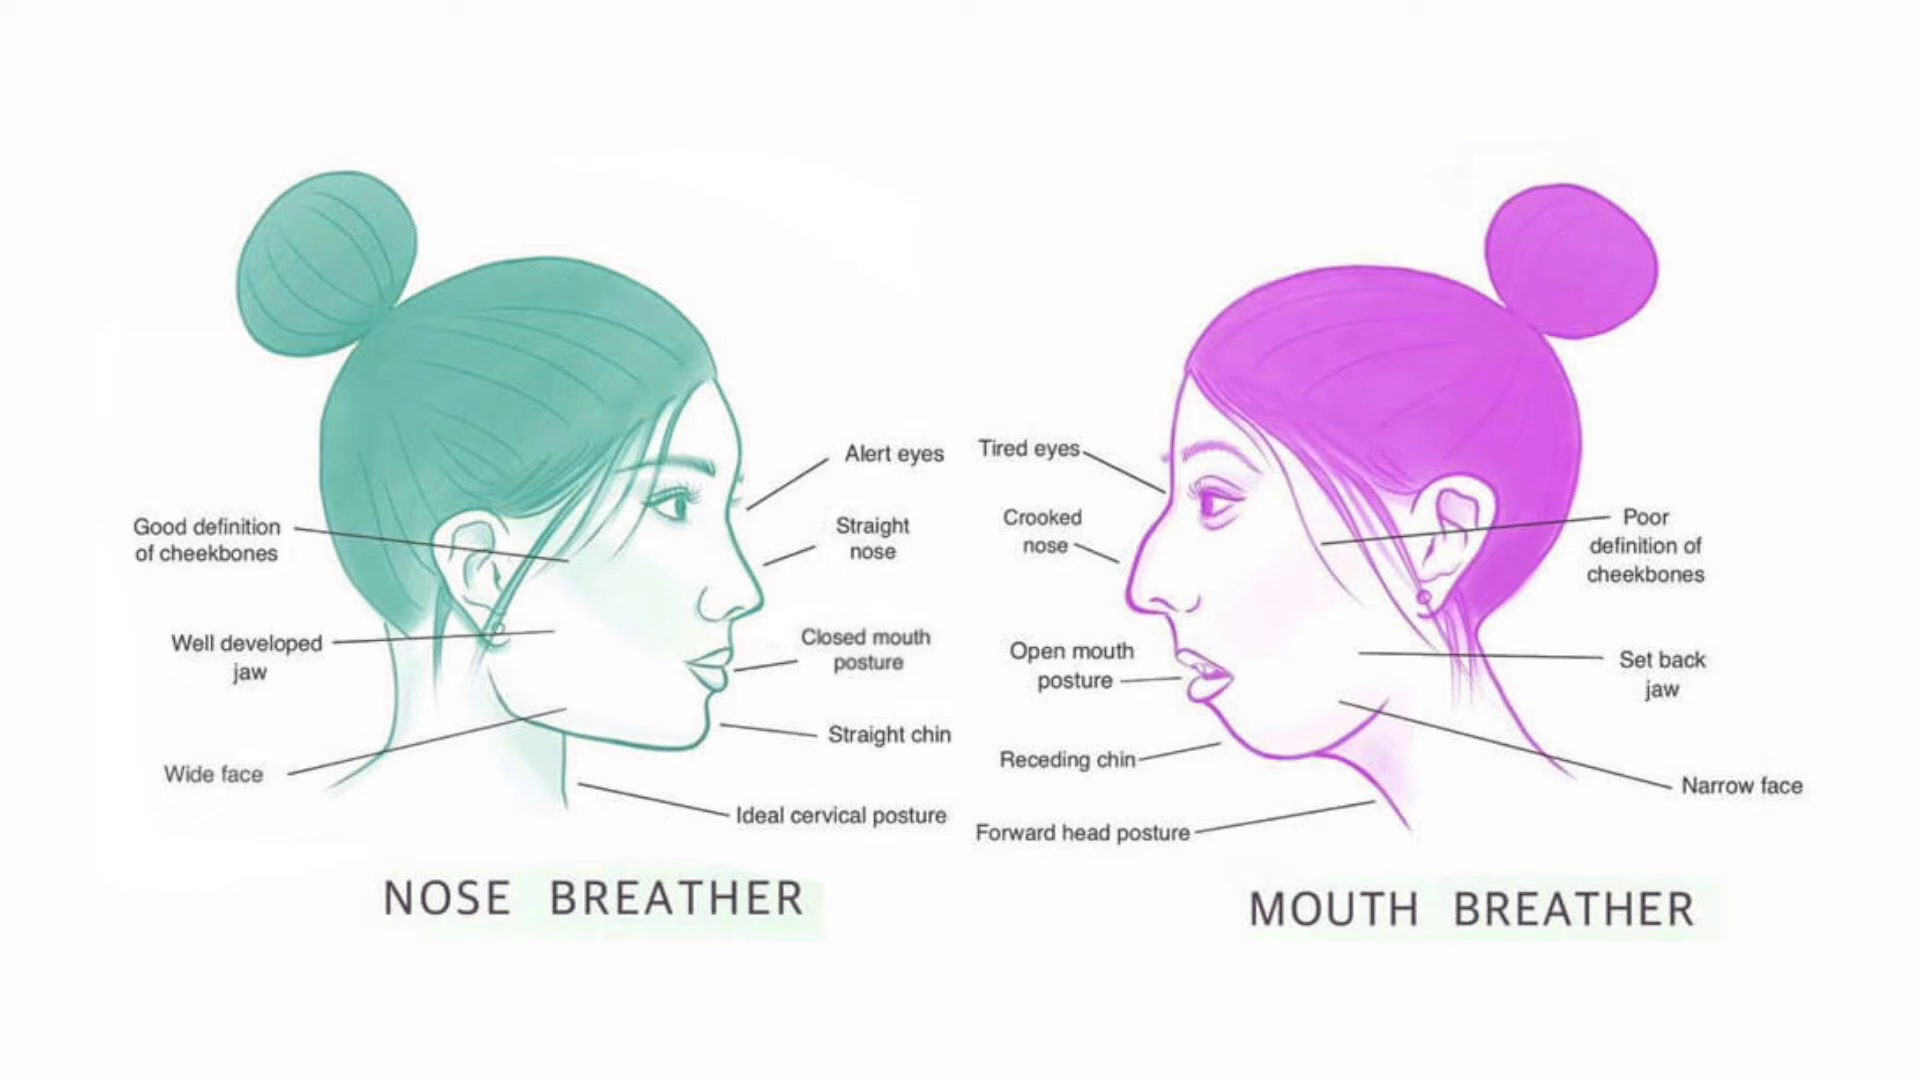 Alert eyes
Straight
nose
Good definition
of cheekbones
Closed mouth
posture
Well developed
jaw
Straight chin
Wide face
Ideal cervical posture
NOSE BREATHER
Tired eyes
Crooked
nose
Poor
definition of
cheekbones
Open mouth
posture
Set back
jaw
Receding chin
Narrow face
Forward head posture
MOUTH BREATHER